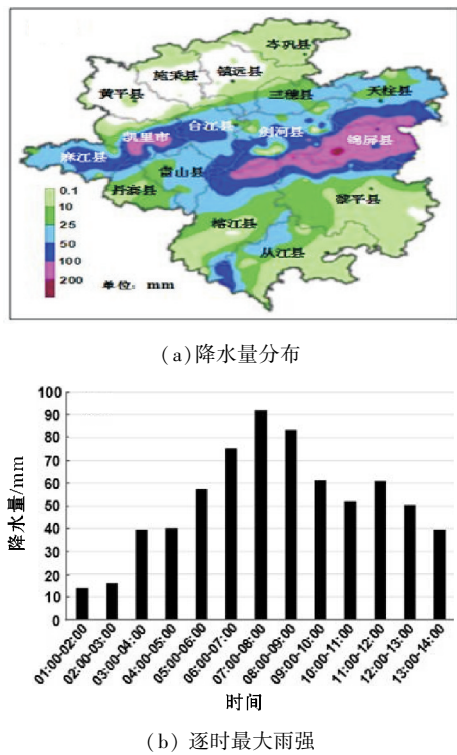 岑巩县
镇远县
施秉县
黄平县
三穗县
天柱县
台江县
凯里市
剑河县
锦屏县
麻江县
雷山县
丹寨县
黎平县
榕江县
从江县
0.1
10
25
50
100
200
单位: mm
(a)降水量分布
降水量/mm
100
90
80
70
60
50
40
30
20
10
0
01:00-02:00
02:00-03:00
03:00-04:00
04:00-05:00
05:00-06:00
06:00-07:00
07:00-08:00
08:00-09:00
09:00-10:00
10:00-11:00
11:00-12:00
12:00-13:00
13:00-14:00
时间
(b) 逐时最大雨强